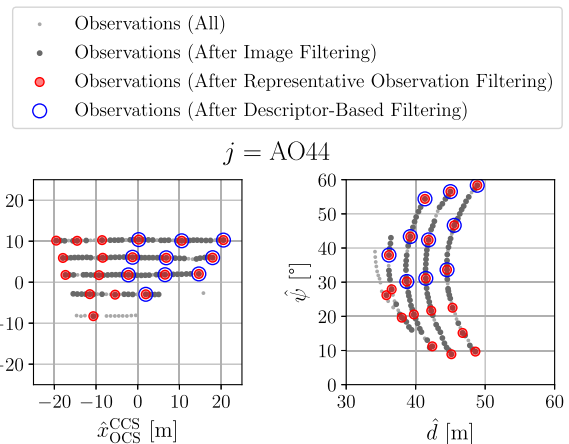 Observations (All)
Observations (After Image Filtering)
Observations (After Representative Observation Filtering)
Observations (After Descriptor-Based Filtering)
j = AO44
20
10
0
−10
−20
−20 −10 0 10 20
x̂ᶜᶜˢ_OCS [m]
60
50
40
30
20
10
0
ψ̂ [°]
30 40 50 60
d̂ [m]